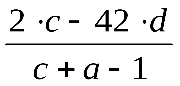 2 ·c − 42 ·d
c + a − 1